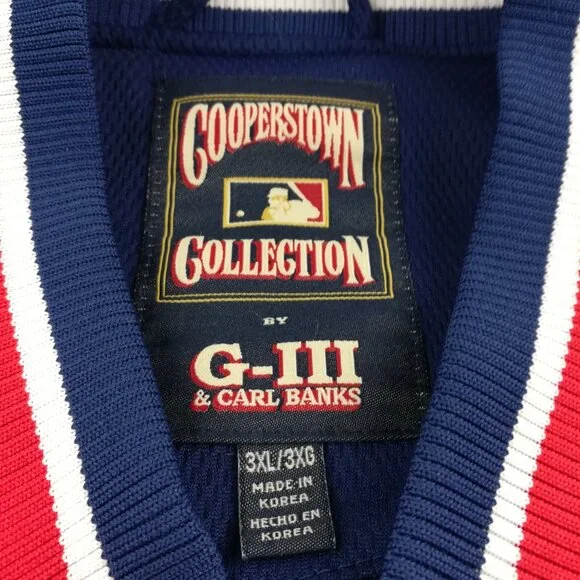 COOPERSTOWN
COLLECTION
BY
G-III
& CARL BANKS
3XL/3XG
MADE IN
KOREA
HECHO EN
KOREA